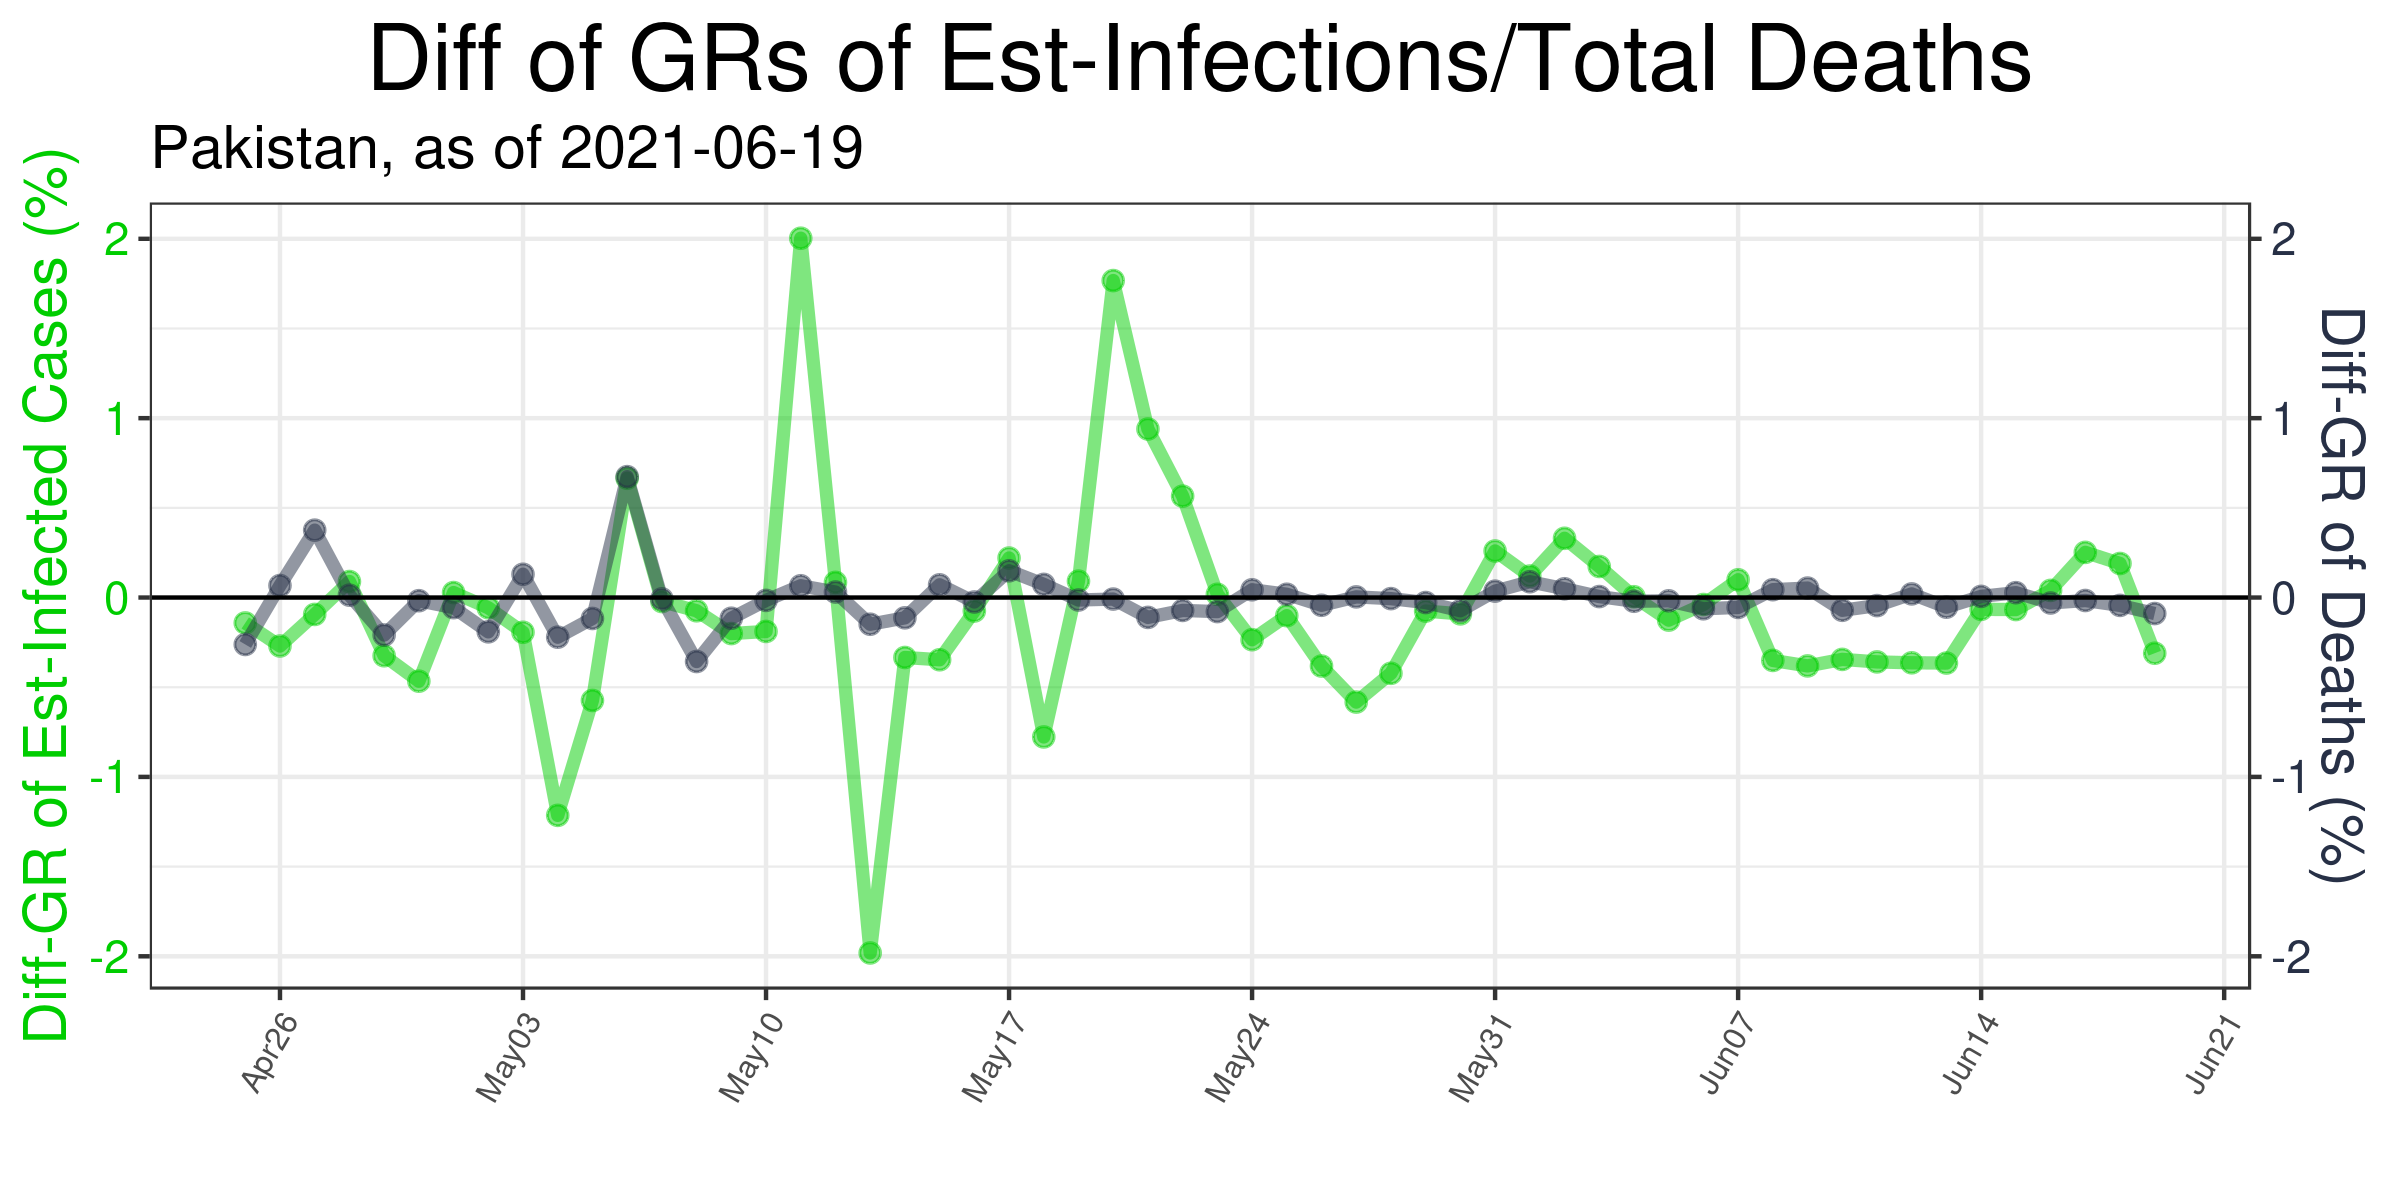 Diff of GRs of Est-Infections/Total Deaths
Pakistan, as of 2021-06-19
Diff-GR of Est-Infected Cases (%)
2
1
0
-1
-2
2
1
0
-1
-2
Diff-GR of Deaths (%)
Apr26
May03
May10
May17
May24
May31
Jun07
Jun14
Jun21